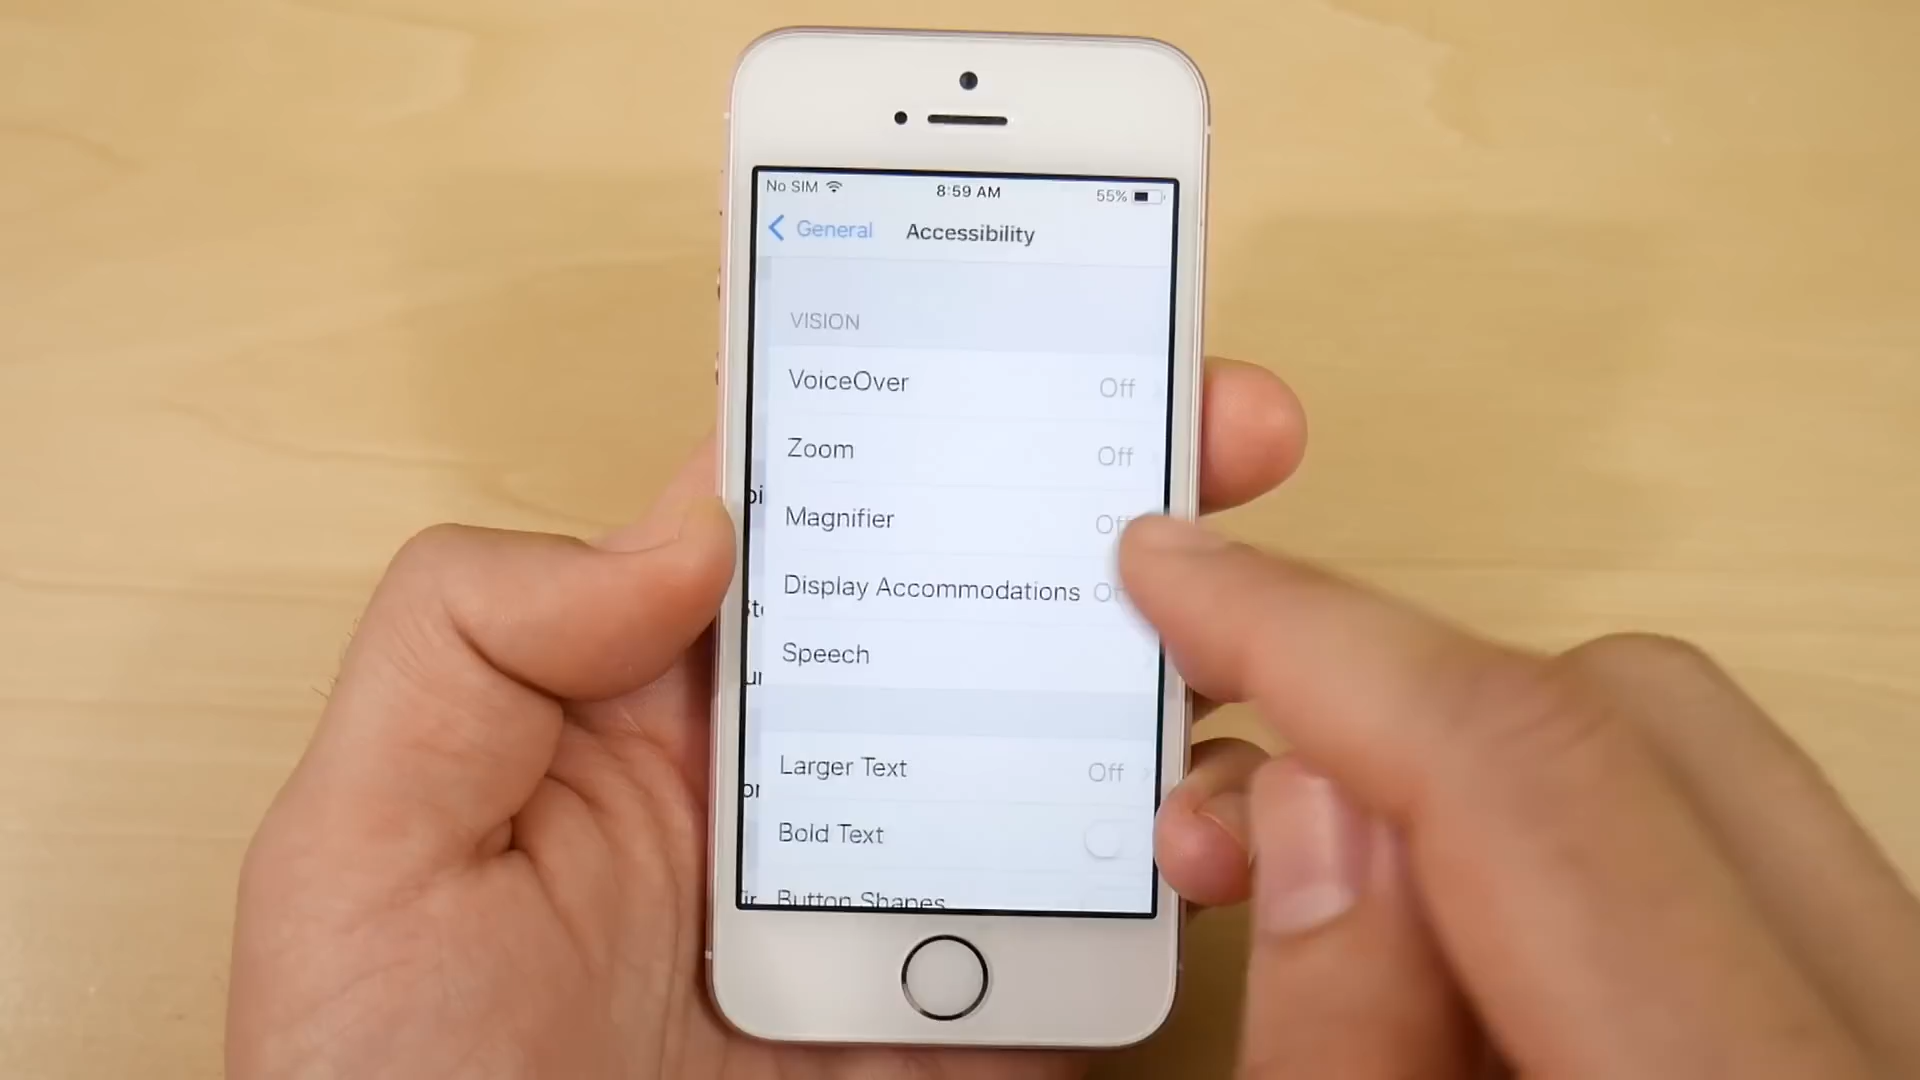 No SIM 8:59 AM 55%
General Accessibility
VISION
VoiceOver Off
Zoom Off
Magnifier Off
Display Accommodations
Speech
Larger Text Off
Bold Text
Button Shapes